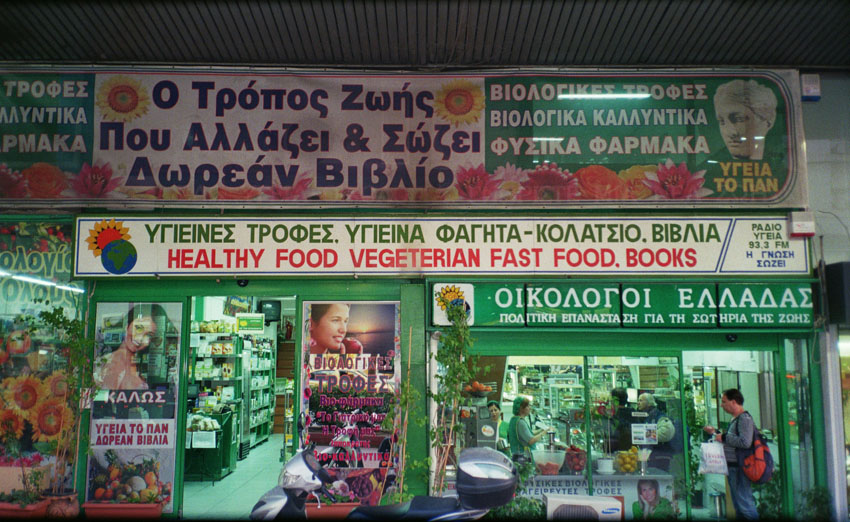 ΤΡΟΦΕΣ
ΛΛΥΝΤΙΚΑ
ΦΑΡΜΑΚΑ
Ο Τρόπος Ζωής
Που Αλλάζει & Σώζει
Δωρεάν Βιβλίο
ΒΙΟΛΟΓΙΚΕΣ ΤΡΟΦΕΣ
ΒΙΟΛΟΓΙΚΑ ΚΑΛΛΥΝΤΙΚΑ
ΦΥΣΙΚΑ ΦΑΡΜΑΚΑ
ΥΓΕΙΑ
ΤΟ ΠΑΝ
ΥΓΙΕΙΝΕΣ ΤΡΟΦΕΣ, ΥΓΙΕΙΝΑ ΦΑΓΗΤΑ-ΚΟΛΑΤΣΙΟ, ΒΙΒΛΙΑ
HEALTHY FOOD VEGETERIAN FAST FOOD, BOOKS
ΡΑΔΙΟ
ΥΓΕΙΑ
93.3 FM
Η ΓΝΩΣΗ
ΣΩΖΕΙ
ΟΙΚΟΛΟΓΟΙ ΕΛΛΑΔΑΣ
ΠΟΛΙΤΙΚΗ ΕΠΑΝΑΣΤΑΣΗ ΓΙΑ ΤΗ ΣΩΤΗΡΙΑ ΤΗΣ ΖΩΗΣ
ΚΑΛΩΣ
ΥΓΕΙΑ ΤΟ ΠΑΝ
ΔΩΡΕΑΝ ΒΙΒΛΙΑ
ΒΙΟΛΟΓΙΚΕΣ
ΤΡΟΦΕΣ